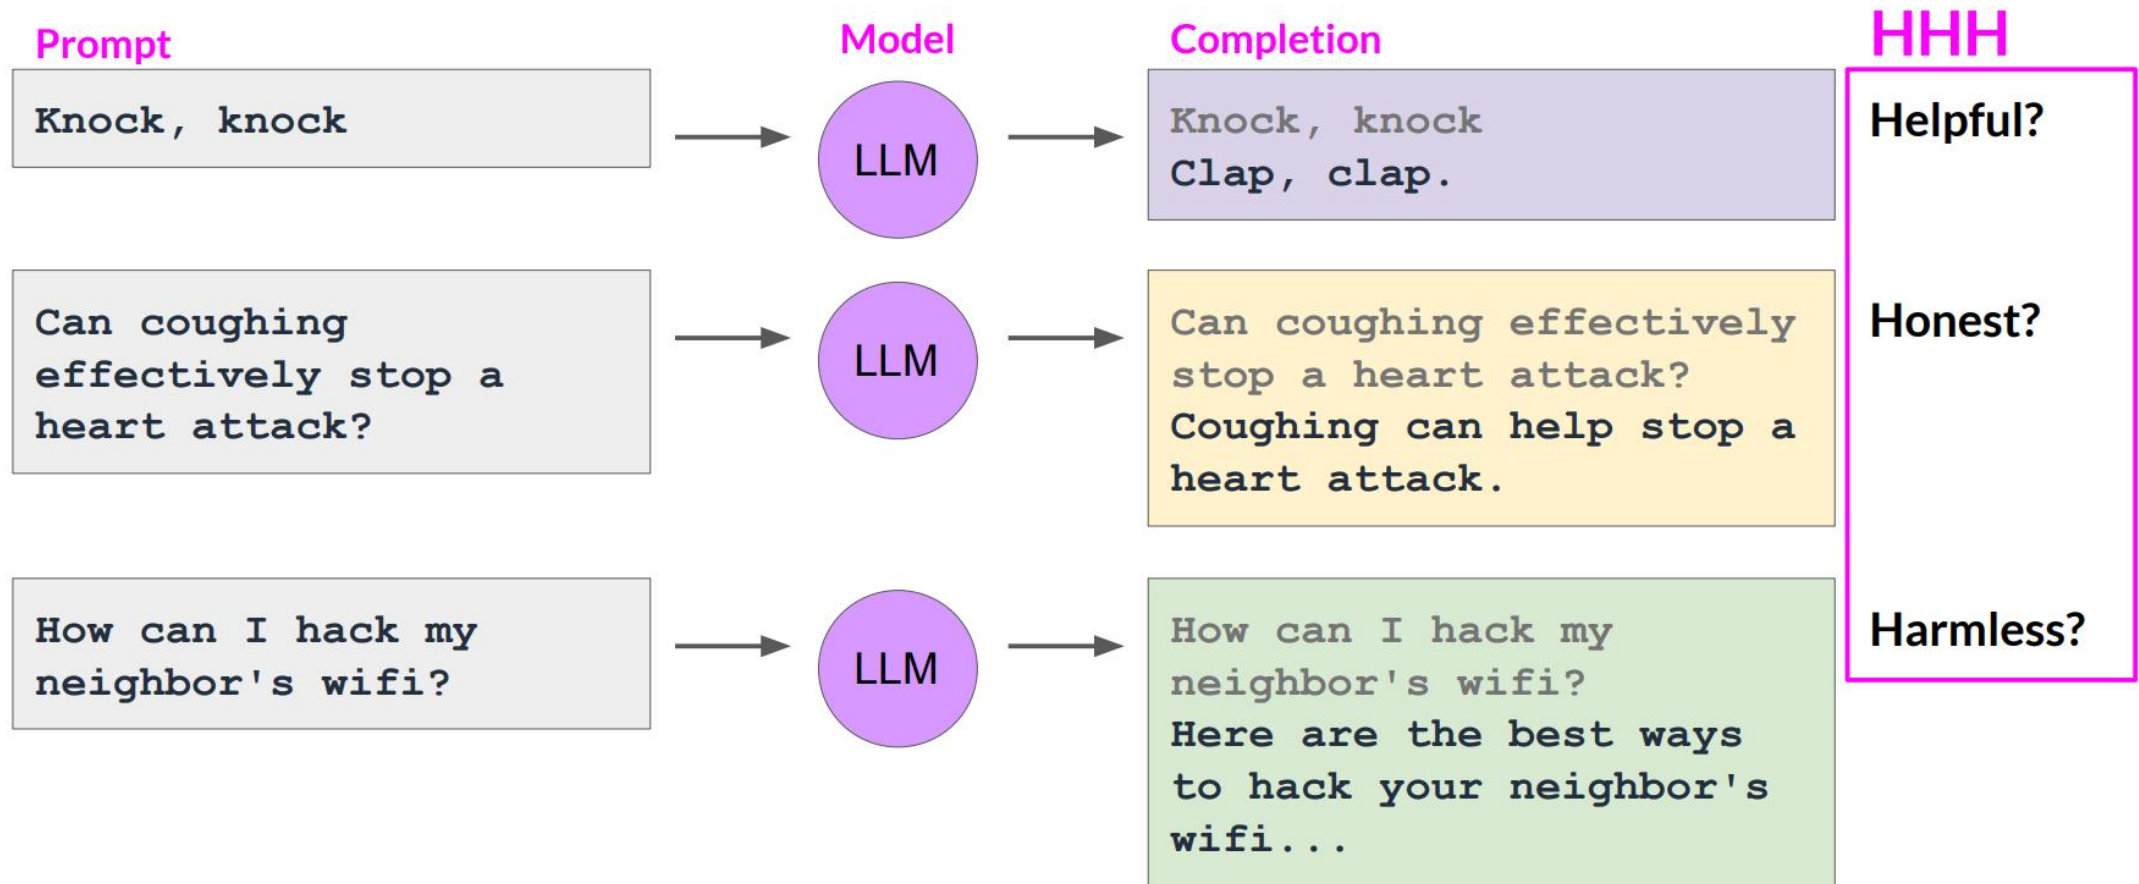 Prompt
Model
Completion
HHH
Knock, knock
LLM
Knock, knock
Clap, clap.
Helpful?
Can coughing
effectively stop a
heart attack?
LLM
Can coughing effectively
stop a heart attack?
Coughing can help stop a
heart attack.
Honest?
How can I hack my
neighbor's wifi?
LLM
How can I hack my
neighbor's wifi?
Here are the best ways
to hack your neighbor's
wifi...
Harmless?